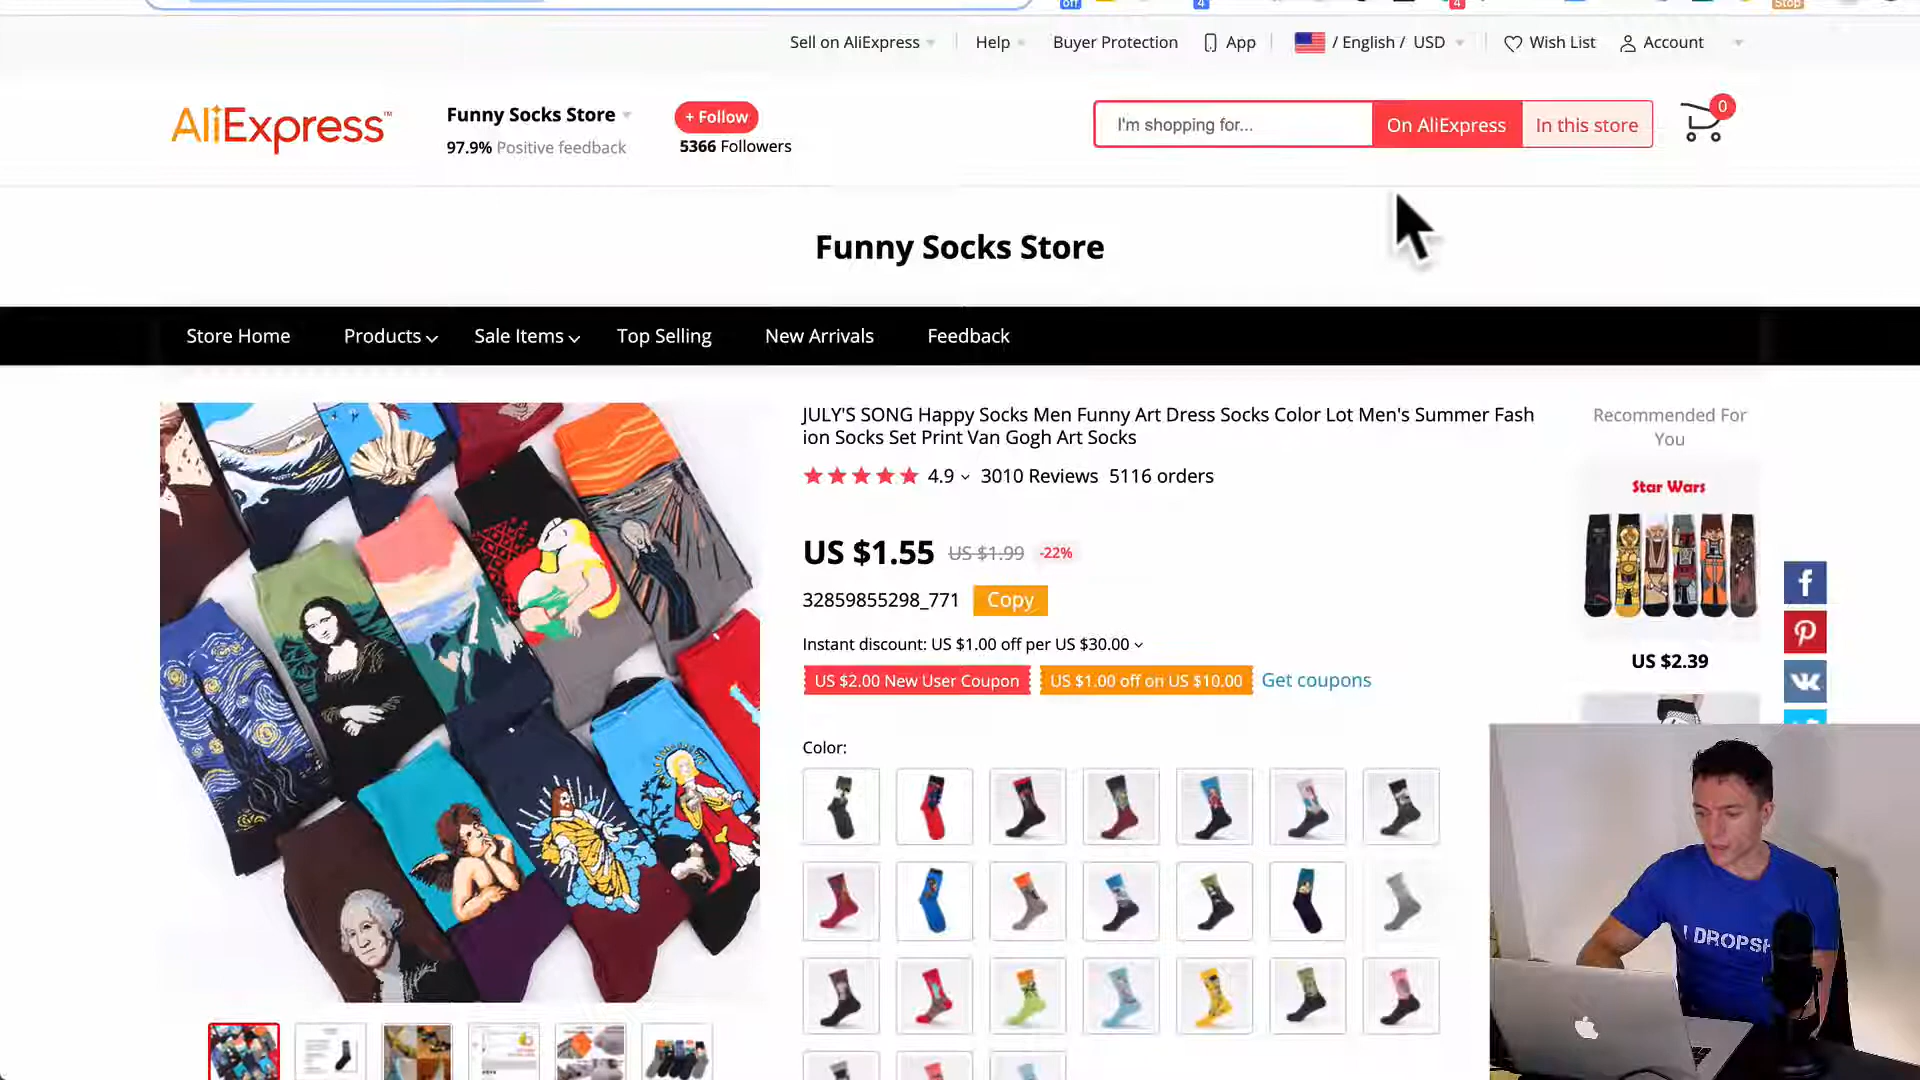 off
4
4
Stop
Sell on AliExpress
Help
Buyer Protection
App
/ English / USD
Wish List
Account
AliExpress™
Funny Socks Store
97.9% Positive feedback
+ Follow
5366 Followers
I'm shopping for...
On AliExpress
In this store
0
Funny Socks Store
Store Home
Products
Sale Items
Top Selling
New Arrivals
Feedback
JULY'S SONG Happy Socks Men Funny Art Dress Socks Color Lot Men's Summer Fash
ion Socks Set Print Van Gogh Art Socks
4.9
3010 Reviews
5116 orders
US $1.55
US $1.99
-22%
32859855298_771
Copy
Instant discount: US $1.00 off per US $30.00
US $2.00 New User Coupon
US $1.00 off on US $10.00
Get coupons
Color:
Recommended For
You
Star Wars
US $2.39
I DROPSH